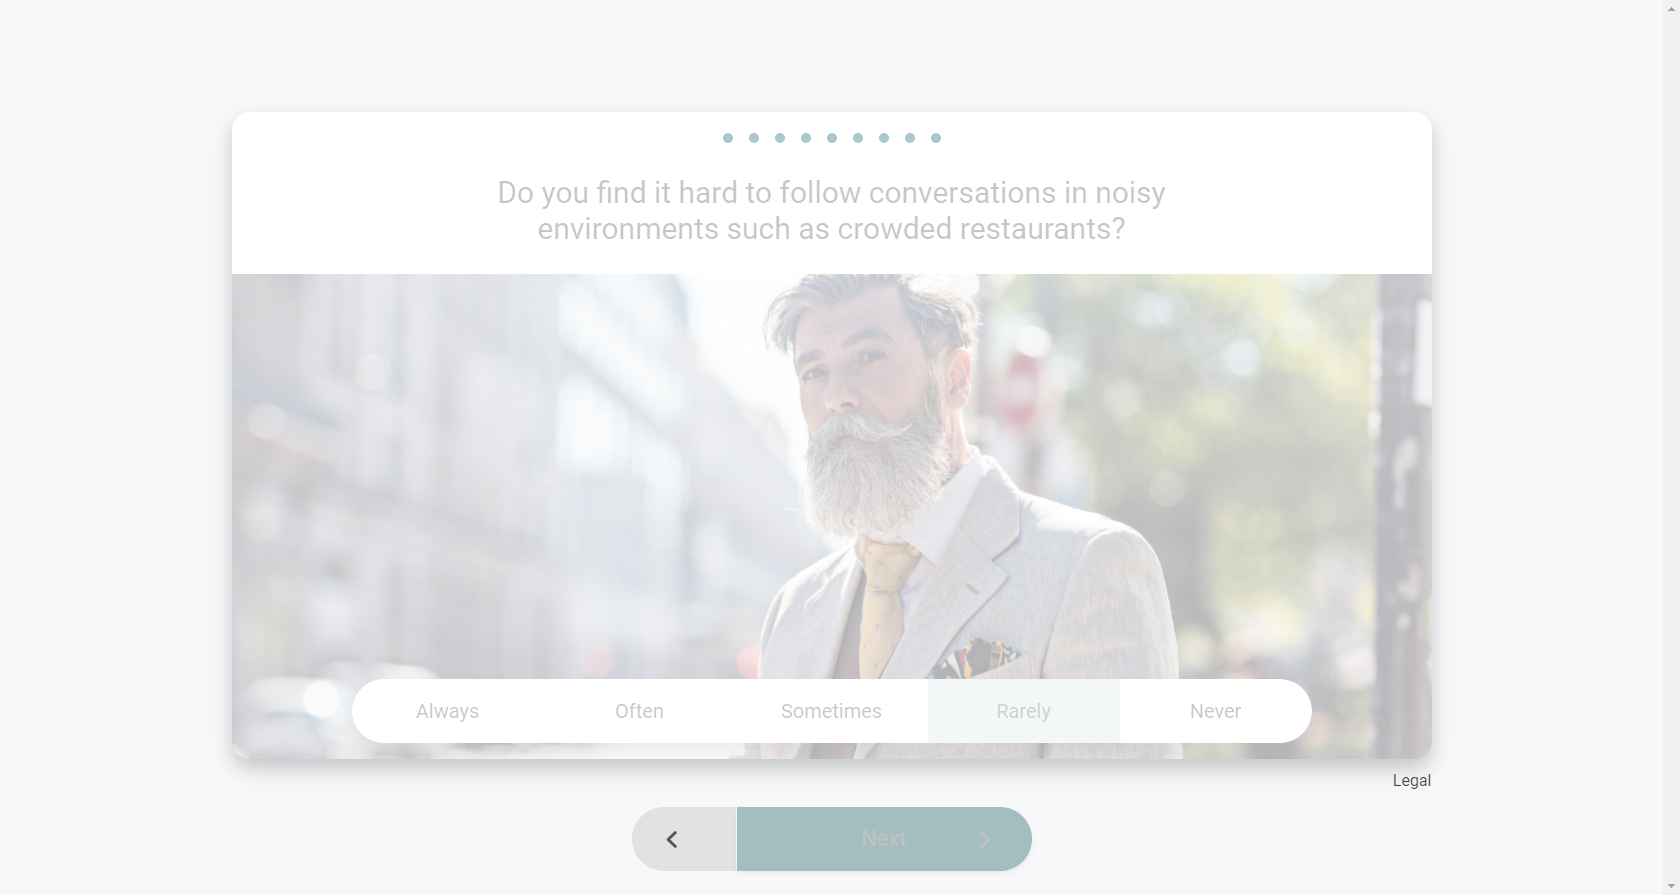 Do you find it hard to follow conversations in noisy
environments such as crowded restaurants?
Always Often Sometimes Rarely Never
Legal
Next